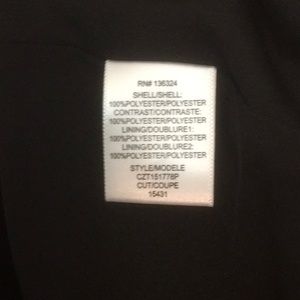 RN# 136324
SHELL/SHELL:
100%POLYESTER/POLYESTER
CONTRAST/CONTRASTE:
100%POLYESTER/POLYESTER
LINING/DOUBLURE1:
100%POLYESTER/POLYESTER
LINING/DOUBLURE2:
100%POLYESTER/POLYESTER
STYLE/MODELE
CZT151778P
CUT/COUPE
15431